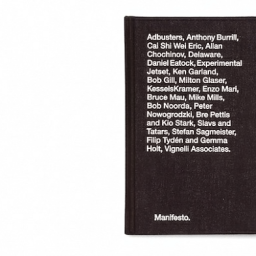 Adbusters, Anthony Burrill,
Cai Shi Wei Eric, Allan
Chochinov, Delaware,
Daniel Eatock, Experimental
Jetset, Ken Garland,
Bob Gill, Milton Glaser,
KesselsKramer, Enzo Mari,
Bruce Mau, Mike Mills,
Bob Noorda, Peter
Nowogrodzki, Bre Pettis
and Kio Stark, Slavs and
Tatars, Stefan Sagmeister,
Filip Tydén and Gemma
Holt, Vignelli Associates.
Manifesto.